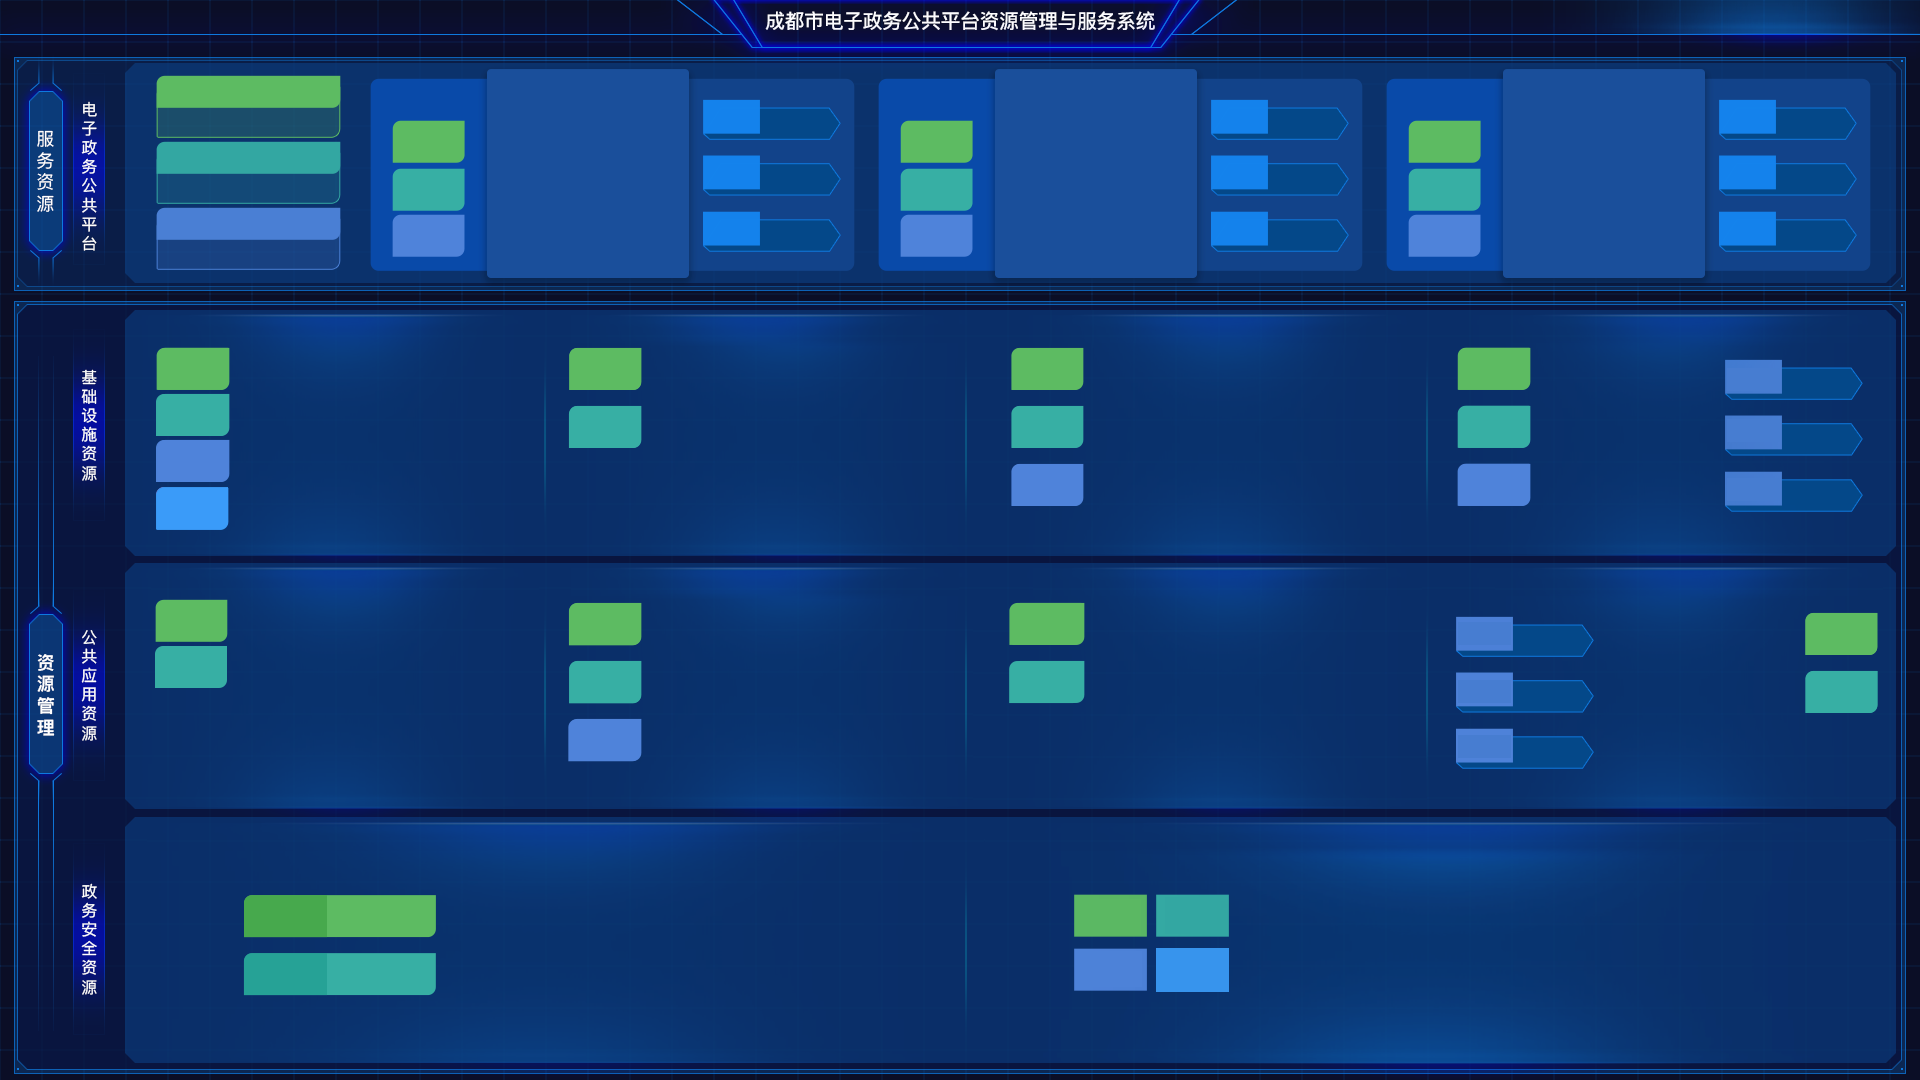 成都市电子政务公共平台资源管理与服务系统
服务资源
电子政务公共平台
基础设施资源
资源管理
公共应用资源
政务安全资源